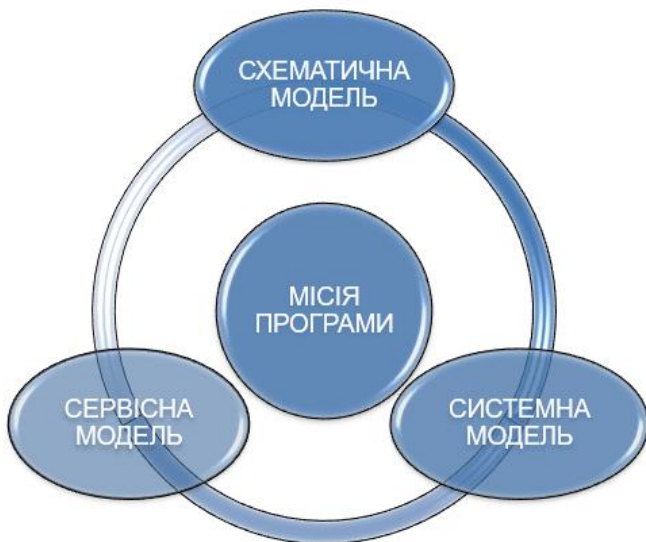 СХЕМАТИЧНА
МОДЕЛЬ
МІСІЯ
ПРОГРАМИ
СЕРВІСНА
МОДЕЛЬ
СИСТЕМНА
МОДЕЛЬ